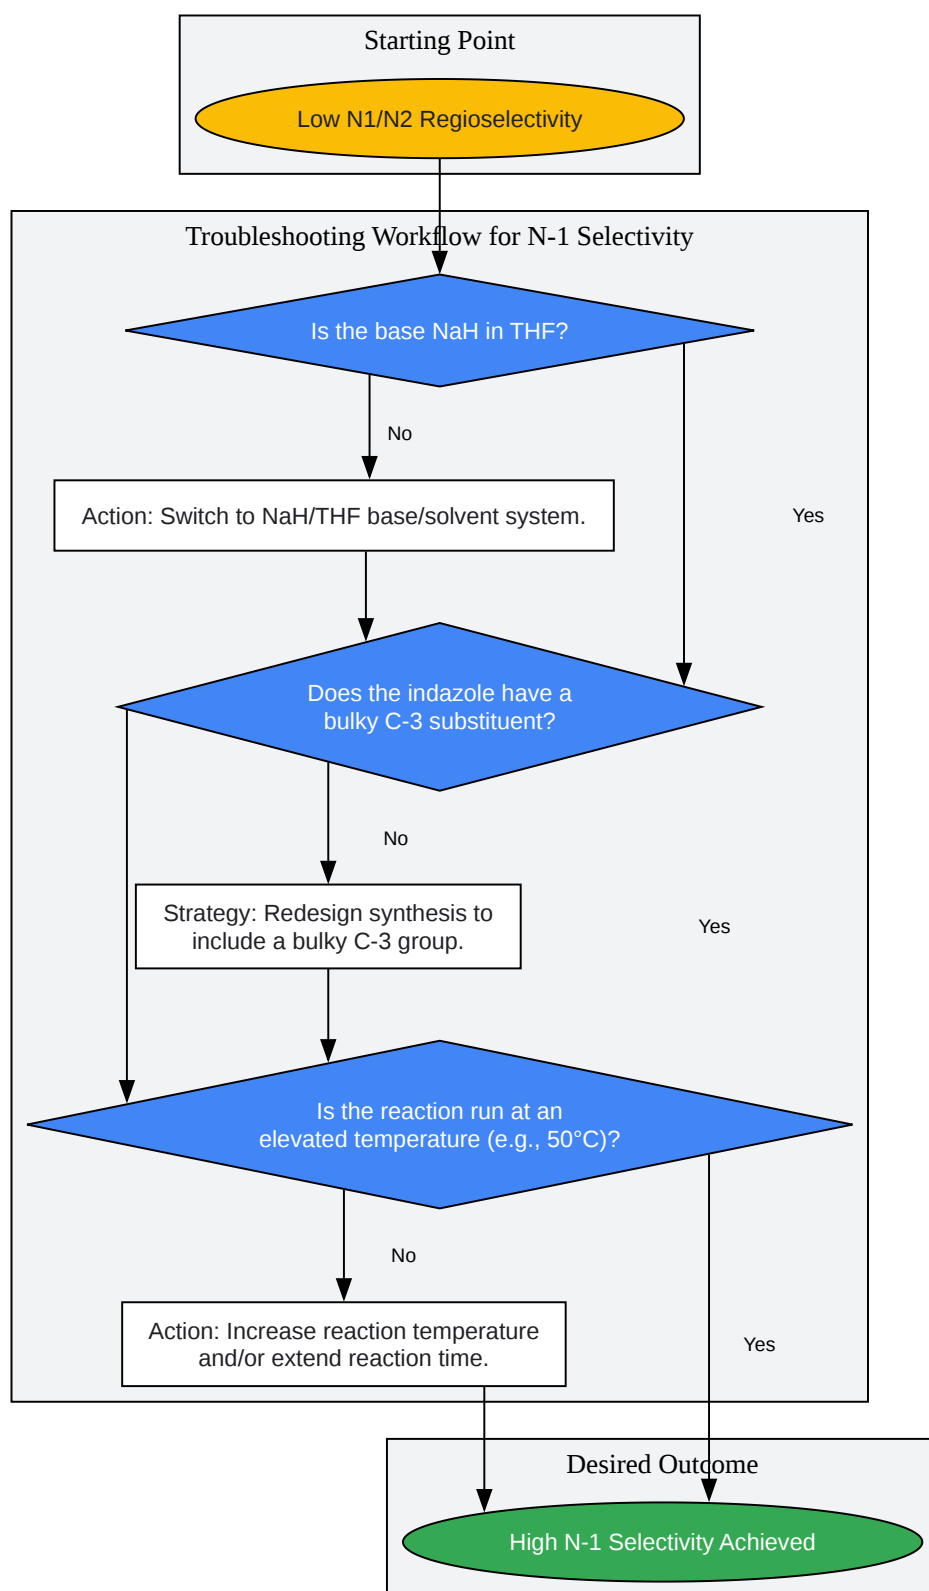 Starting Point
Low N1/N2 Regioselectivity
Troubleshooting Workflow for N-1 Selectivity
Is the base NaH in THF?
No
Action: Switch to NaH/THF base/solvent system.
Yes
Does the indazole have a
bulky C-3 substituent?
No
Strategy: Redesign synthesis to
include a bulky C-3 group.
Yes
Is the reaction run at an
elevated temperature (e.g., 50°C)?
No
Action: Increase reaction temperature
and/or extend reaction time.
Yes
Desired Outcome
High N-1 Selectivity Achieved